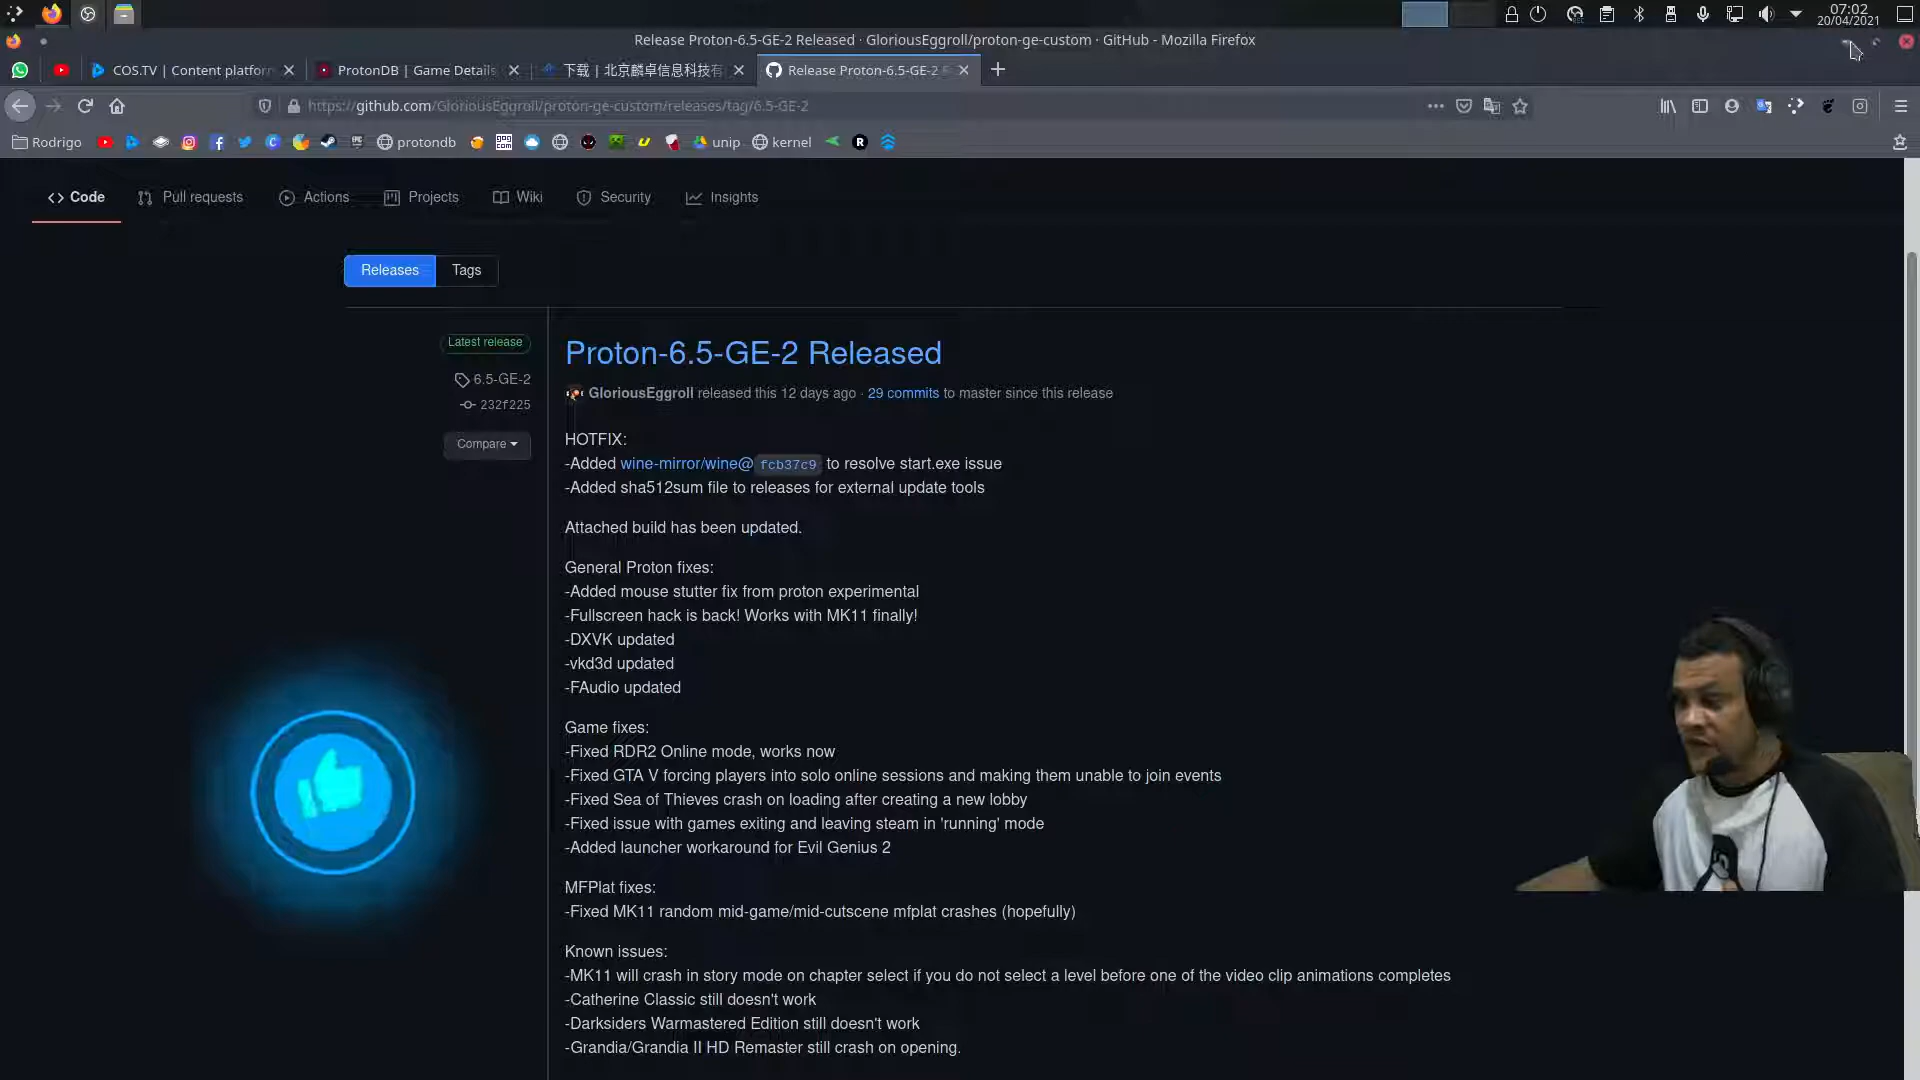 07:02
20/04/2021
Release Proton-6.5-GE-2 Released · GloriousEggroll/proton-ge-custom · GitHub - Mozilla Firefox
COS.TV | Content platform
ProtonDB | Game Details
下载 | 北京麟卓信息科技有
Release Proton-6.5-GE-2
https://github.com/GloriousEggroll/proton-ge-custom/releases/tag/6.5-GE-2
Rodrigo
protondb
unip
kernel
Code
Pull requests
Actions
Projects
Wiki
Security
Insights
Releases
Tags
Latest release
6.5-GE-2
232f225
Compare
Proton-6.5-GE-2 Released
GloriousEggroll released this 12 days ago · 29 commits to master since this release
HOTFIX:
-Added wine-mirror/wine@fcb37c9 to resolve start.exe issue
-Added sha512sum file to releases for external update tools
Attached build has been updated.
General Proton fixes:
-Added mouse stutter fix from proton experimental
-Fullscreen hack is back! Works with MK11 finally!
-DXVK updated
-vkd3d updated
-FAudio updated
Game fixes:
-Fixed RDR2 Online mode, works now
-Fixed GTA V forcing players into solo online sessions and making them unable to join events
-Fixed Sea of Thieves crash on loading after creating a new lobby
-Fixed issue with games exiting and leaving steam in 'running' mode
-Added launcher workaround for Evil Genius 2
MFPlat fixes:
-Fixed MK11 random mid-game/mid-cutscene mfplat crashes (hopefully)
Known issues:
-MK11 will crash in story mode on chapter select if you do not select a level before one of the video clip animations completes
-Catherine Classic still doesn't work
-Darksiders Warmastered Edition still doesn't work
-Grandia/Grandia II HD Remaster still crash on opening.